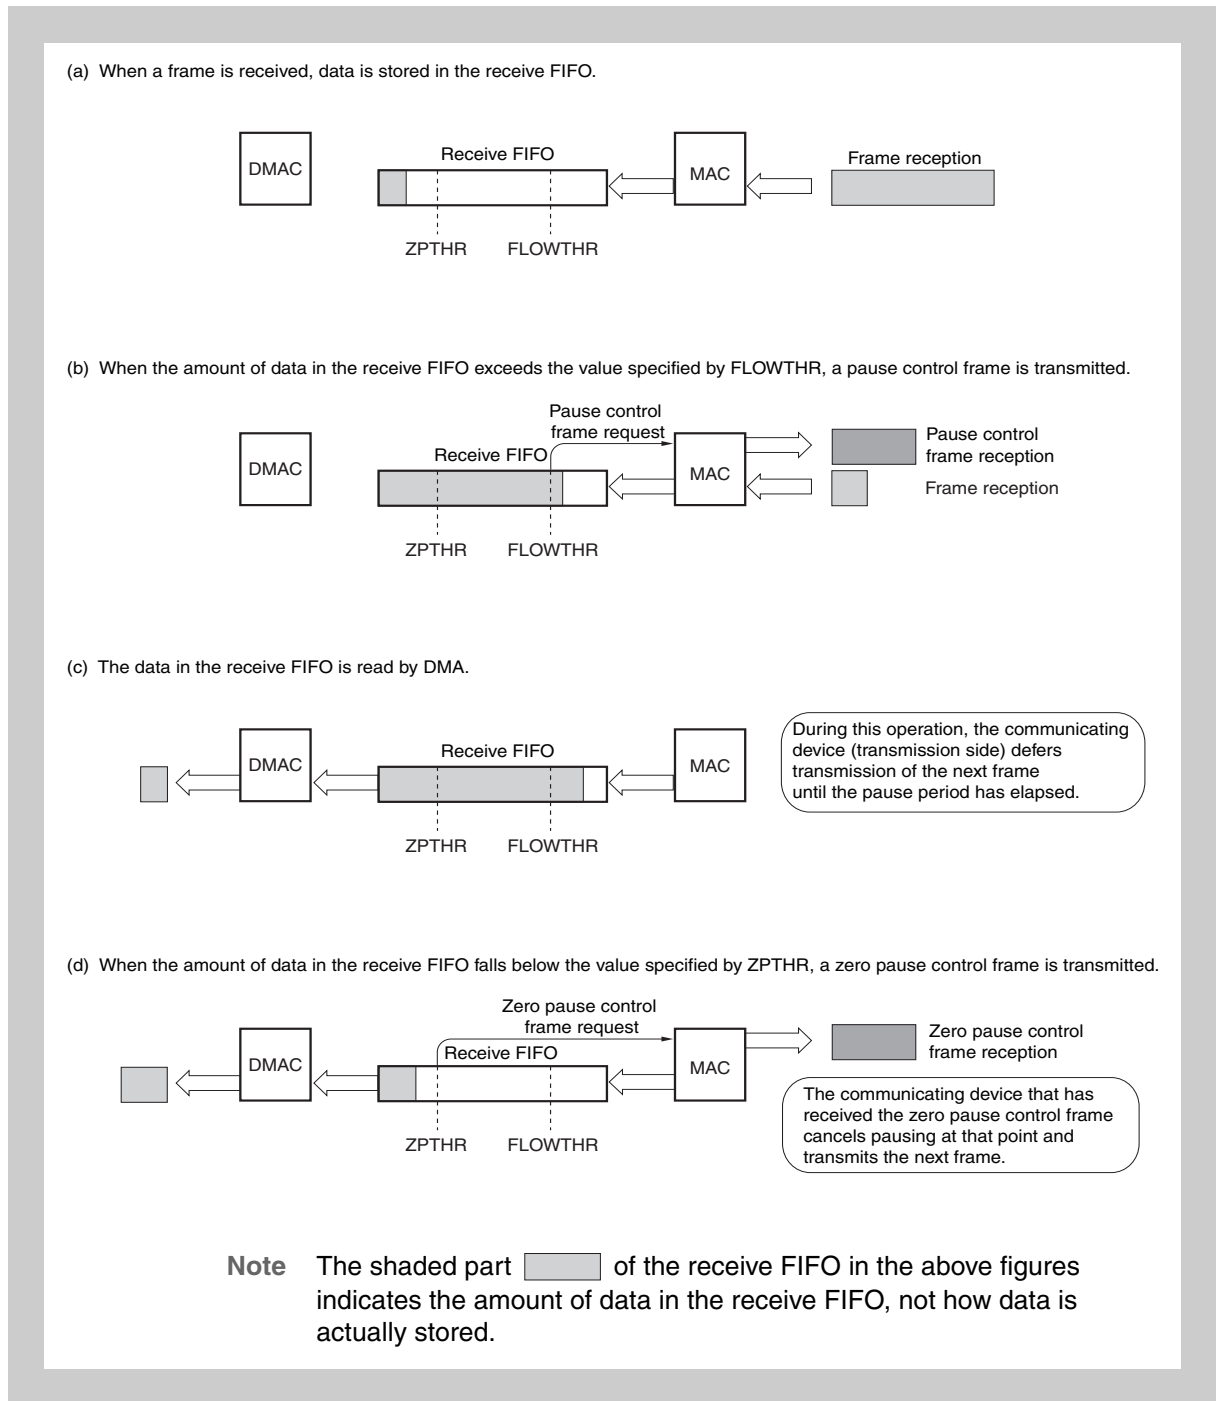 (a) When a frame is received, data is stored in the receive FIFO.
DMAC
Receive FIFO
MAC
Frame reception
ZPTHR
FLOWTHR
(b) When the amount of data in the receive FIFO exceeds the value specified by FLOWTHR, a pause control frame is transmitted.
Pause control
frame request
DMAC
Receive FIFO
MAC
Pause control
frame reception
Frame reception
ZPTHR
FLOWTHR
(c) The data in the receive FIFO is read by DMA.
DMAC
Receive FIFO
MAC
During this operation, the communicating
device (transmission side) defers
transmission of the next frame
until the pause period has elapsed.
ZPTHR
FLOWTHR
(d) When the amount of data in the receive FIFO falls below the value specified by ZPTHR, a zero pause control frame is transmitted.
Zero pause control
frame request
DMAC
Receive FIFO
MAC
Zero pause control
frame reception
ZPTHR
FLOWTHR
The communicating device that has
received the zero pause control frame
cancels pausing at that point and
transmits the next frame.
Note The shaded part of the receive FIFO in the above figures
indicates the amount of data in the receive FIFO, not how data is
actually stored.